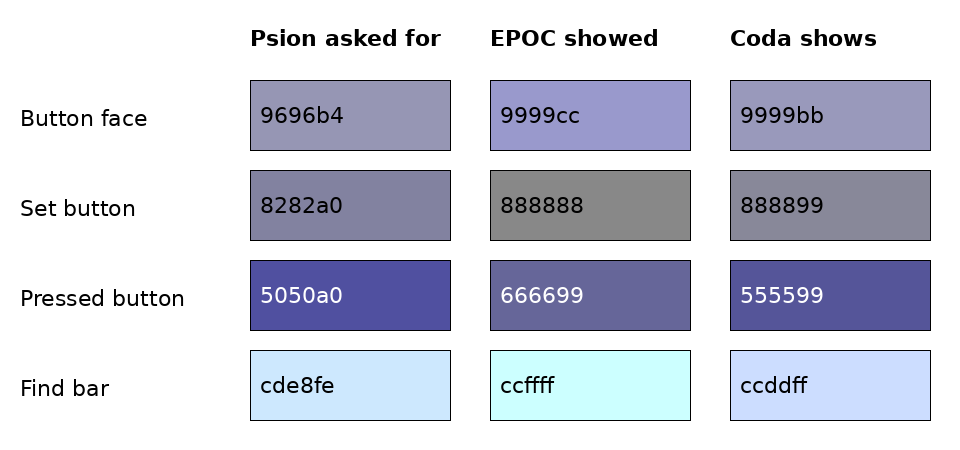 Psion asked for EPOC showed Coda shows
Button face 9696b4 9999cc 9999bb
Set button 8282a0 888888 888899
Pressed button 5050a0 666699 555599
Find bar cde8fe ccffff ccddff